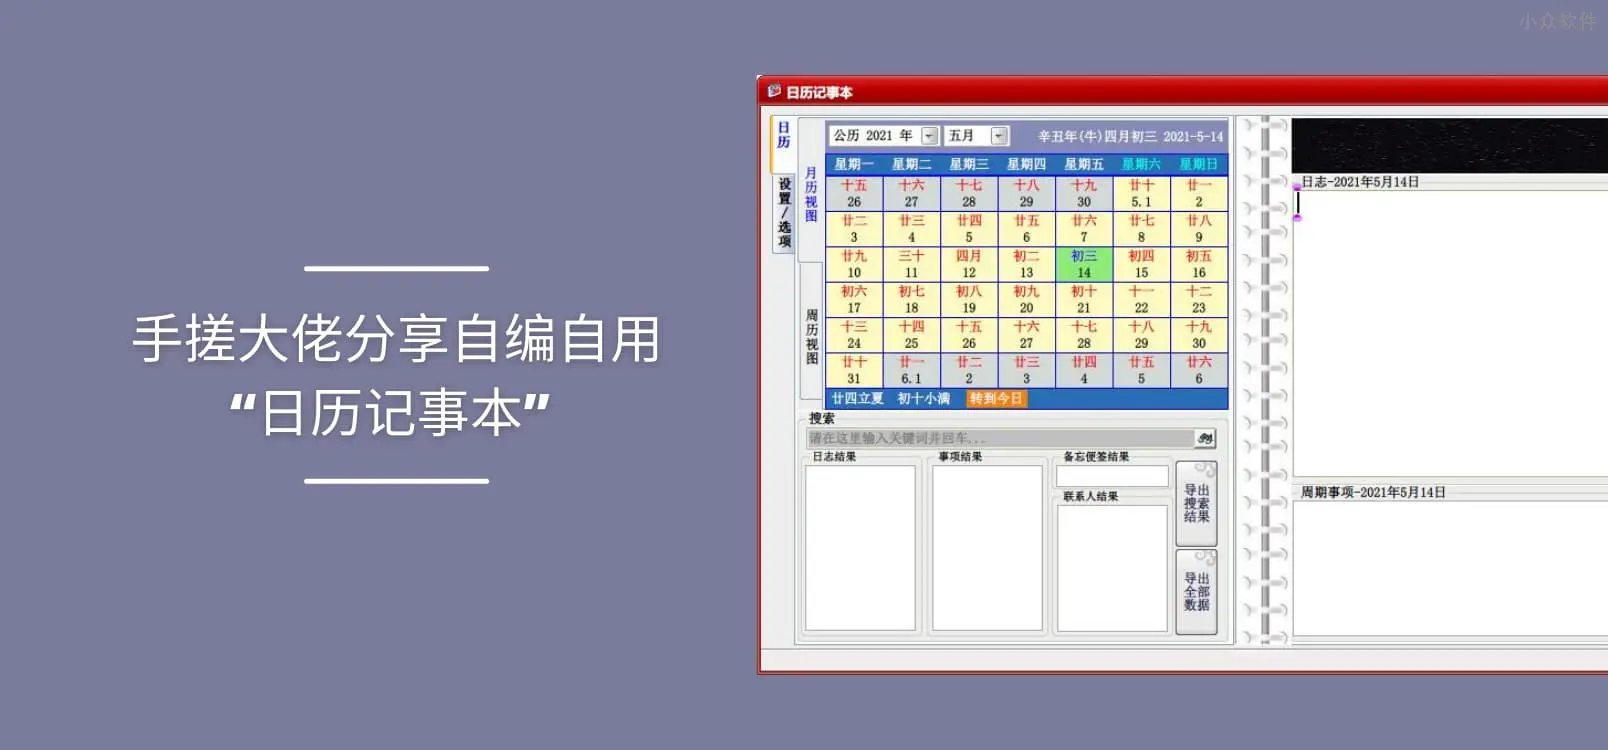 小众软件
手搓大佬分享自编自用
“日历记事本”
日历记事本
日历
设置/选项
月历视图
周历视图
公历 2021 年 五月 辛丑年(牛)四月初三 2021-5-14
星期一 星期二 星期三 星期四 星期五 星期六 星期日
十五 十六 十七 十八 十九 廿十 廿一
26 27 28 29 30 5.1 2
廿二 廿三 廿四 廿五 廿六 廿七 廿八
3 4 5 6 7 8 9
廿九 三十 四月 初二 初三 初四 初五
10 11 12 13 14 15 16
初六 初七 初八 初九 初十 十一 十二
17 18 19 20 21 22 23
十三 十四 十五 十六 十七 十八 十九
24 25 26 27 28 29 30
廿十 廿一 廿二 廿三 廿四 廿五 廿六
31 6.1 2 3 4 5 6
廿四立夏 初十小满 转到今日
搜索
请在这里输入关键词并回车...
日志结果 事项结果 备忘便签结果
联系人结果
导出搜索结果
导出全部数据
日志-2021年5月14日
周期事项-2021年5月14日